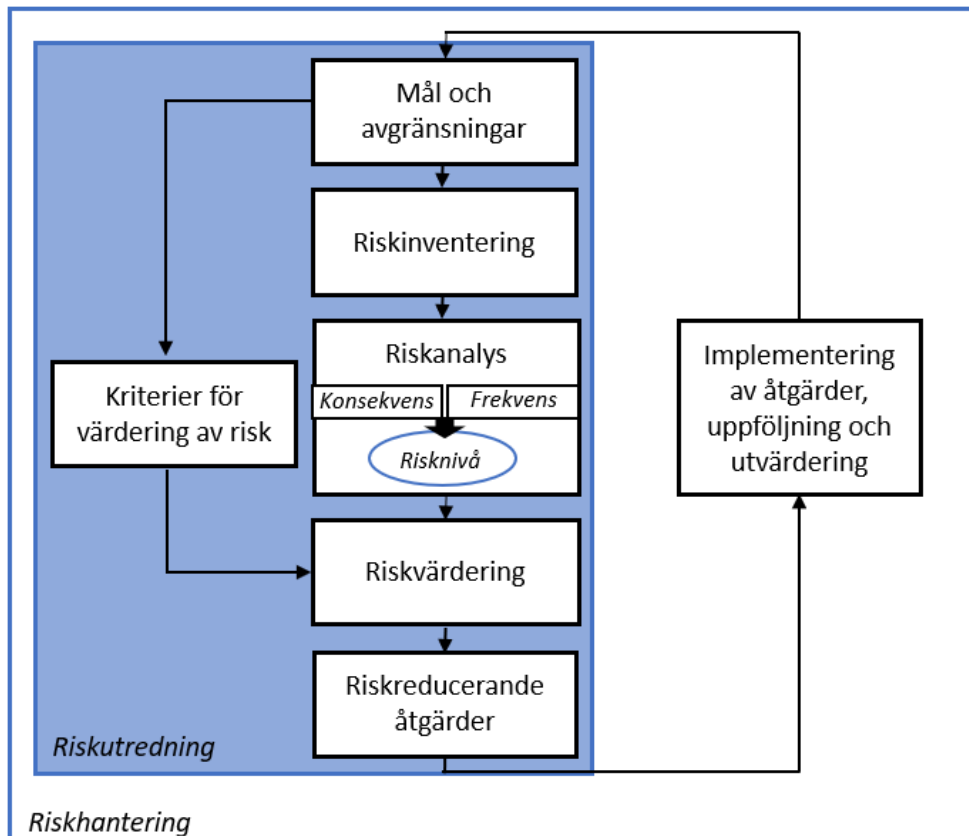 Mål och
avgränsningar
Riskinventering
Riskanalys
Konsekvens
Frekvens
Risknivå
Kriterier för
värdering av risk
Implementering
av åtgärder,
uppföljning och
utvärdering
Riskvärdering
Riskreducerande
åtgärder
Riskutredning
Riskhantering